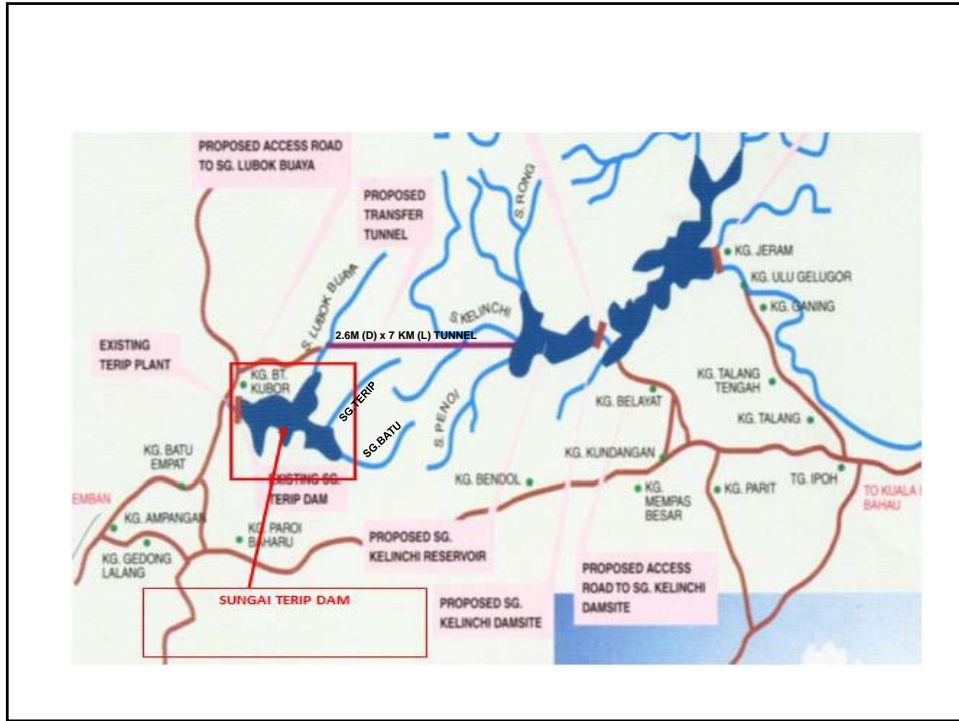 PROPOSED ACCESS ROAD
TO SG. LUBOK BUAYA
PROPOSED
TRANSFER
TUNNEL
S. RONG
KG. JERAM
KG. ULU GELUGOR
KG. GANING
S. LUBOK BUAYA
S. KELINCHI
2.6M (D) x 7 KM (L) TUNNEL
EXISTING
TERIP PLANT
KG. BT.
KUBOR
SG.TERIP
SG.BATU
S. PENOI
KG. BELAYAT
KG. TALANG
TENGAH
KG. TALANG
KG. BATU
EMPAT
EXISTING SG.
TERIP DAM
KG. BENDOL
KG. KUNDANGAN
KG.
MEMPAS
BESAR
KG. PARIT
TG. IPOH
TO KUALA
BAHAU
EMBAN
KG. AMPANGAN
KG. GEDONG
LALANG
KG. PAROI
BAHARU
PROPOSED SG.
KELINCHI RESERVOIR
PROPOSED SG.
KELINCHI DAMSITE
PROPOSED ACCESS
ROAD TO SG. KELINCHI
DAMSITE
SUNGAI TERIP DAM